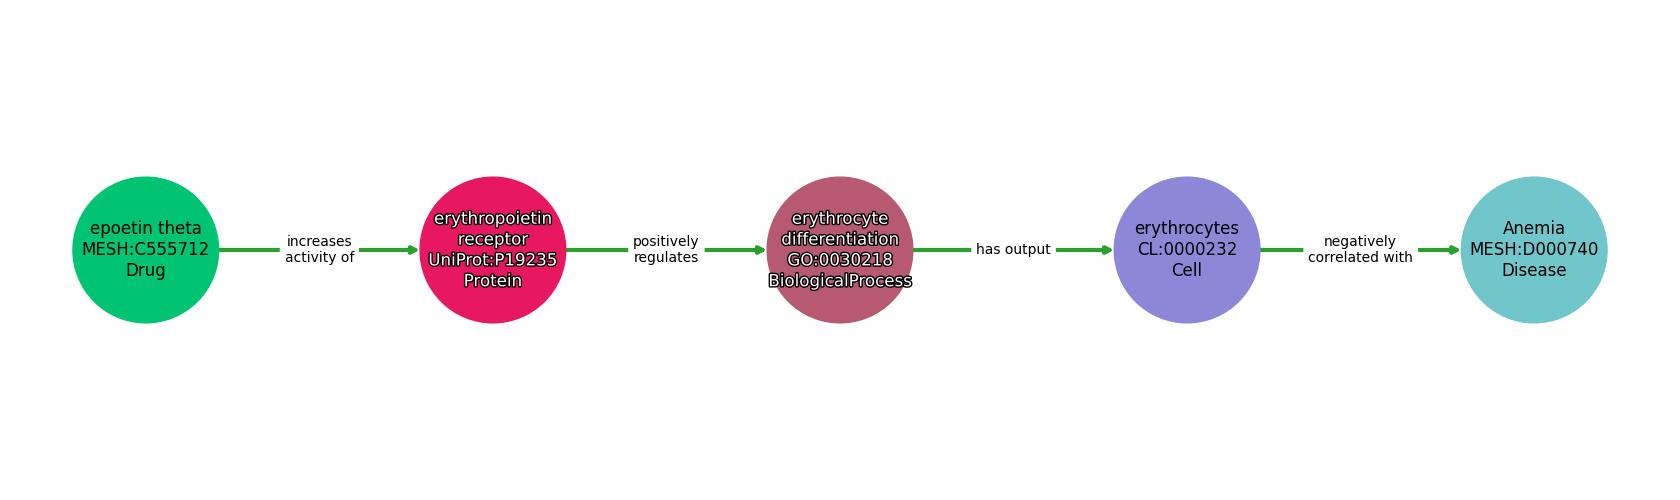 epoetin theta
MESH:C555712
Drug
increases
activity of
erythropoietin
receptor
UniProt:P19235
Protein
positively
regulates
erythrocyte
differentiation
GO:0030218
BiologicalProcess
has output
erythrocytes
CL:0000232
Cell
negatively
correlated with
Anemia
MESH:D000740
Disease